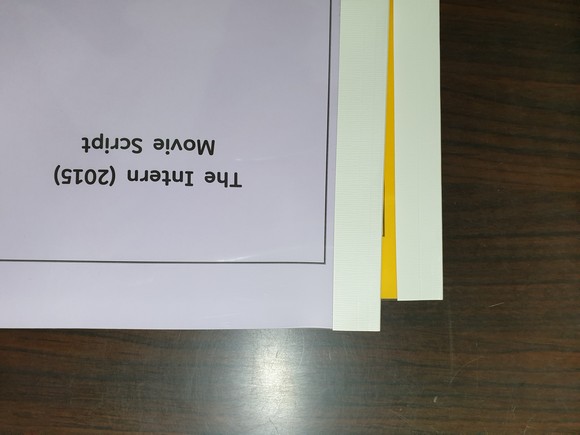 The Intern (2015)
Movie Script